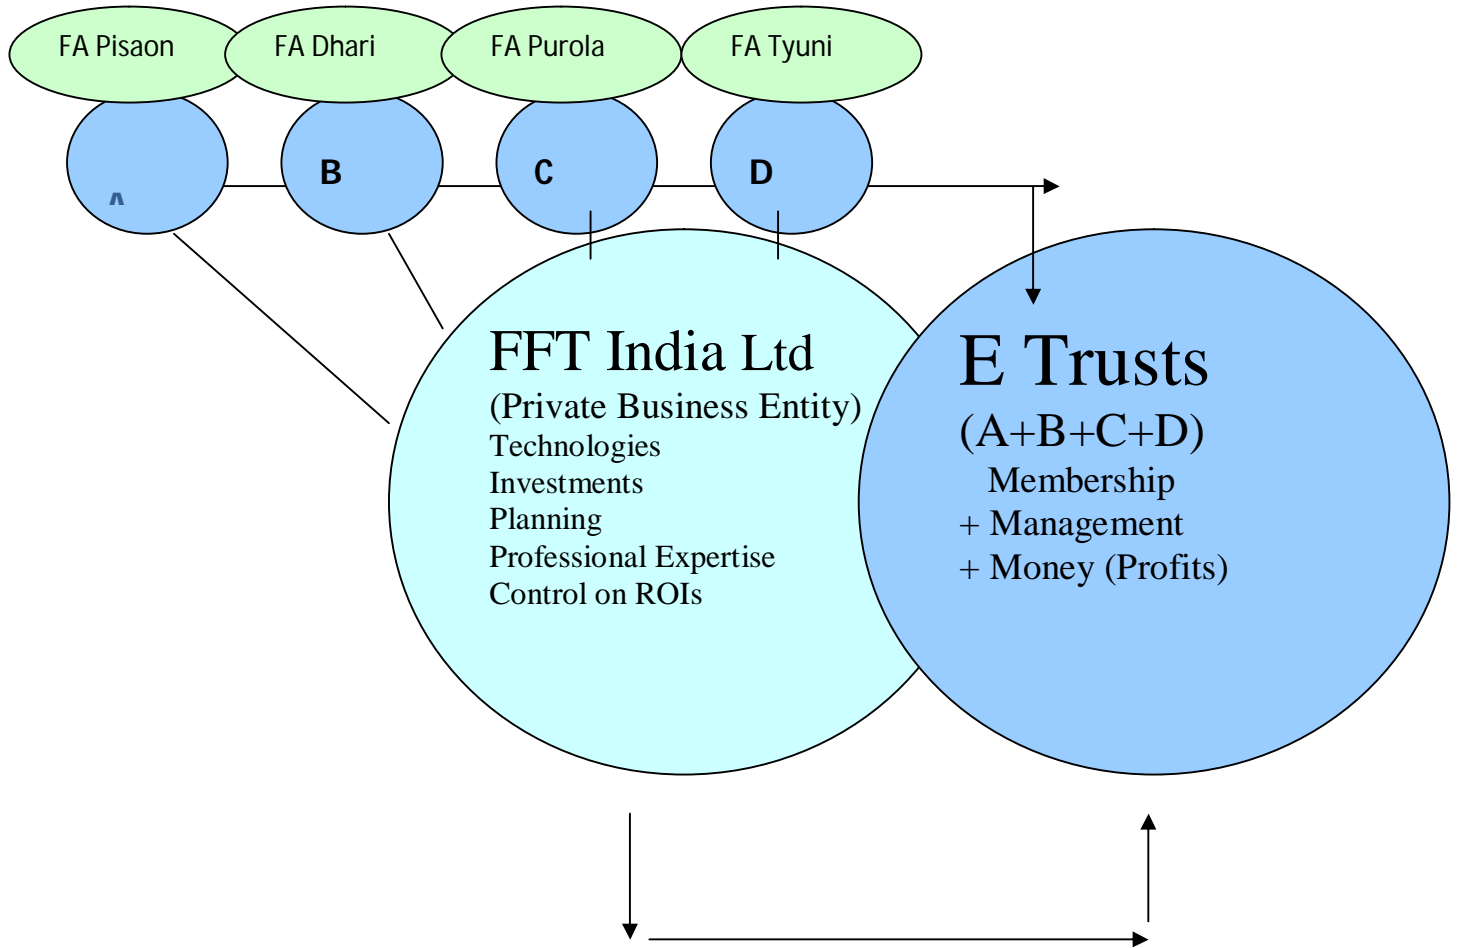 FA Pisaon
FA Dhari
FA Purola
FA Tyuni
B
C
D
FFT India Ltd
(Private Business Entity)
Technologies
Investments
Planning
Professional Expertise
Control on ROIs
E Trusts
(A+B+C+D)
Membership
+ Management
+ Money (Profits)